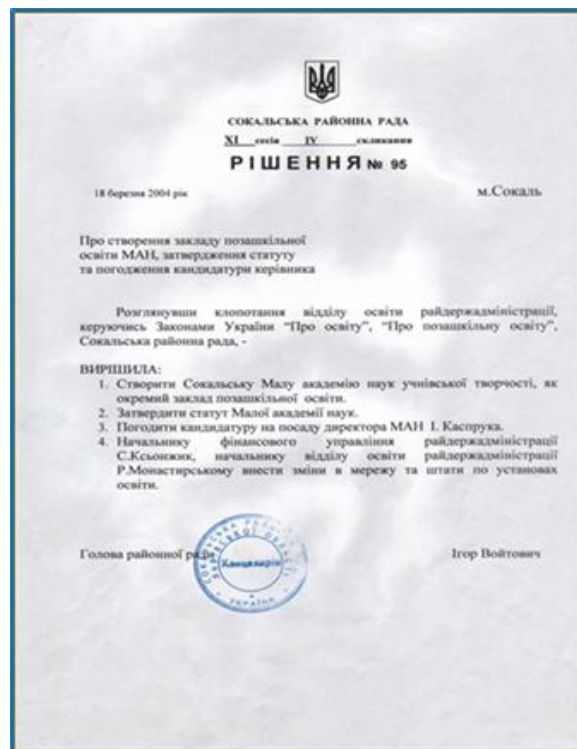 СОКАЛЬСЬКА РАЙОННА РАДА
XI сесія IV скликання
РІШЕННЯ № 95
18 березня 2004 рік м.Сокаль
Про створення закладу позашкільної
освіти МАН, затвердження статуту
та погодження кандидатури керівника
Розглянувши клопотання відділу освіти райдержадміністрації,
керуючись Законами України “Про освіту”, “Про позашкільну освіту”,
Сокальська районна рада, -
ВИРІШИЛА:
1. Створити Сокальську Малу академію наук учнівської творчості, як
окремий заклад позашкільної освіти.
2. Затвердити статут Малої академії наук.
3. Погодити кандидатуру на посаду директора МАН І. Каспрука.
4. Начальнику фінансового управління райдержадміністрації
С.Ксьонжик, начальнику відділу освіти райдержадміністрації
Р.Монастирському внести зміни в мережу та штати по установах
освіти.
Голова районної ради Ігор Войтович
СОКАЛЬСЬКА РАЙОННА
ЛЬВІВСЬКОЇ ОБЛАСТІ
Канцелярія
УКРАЇНА